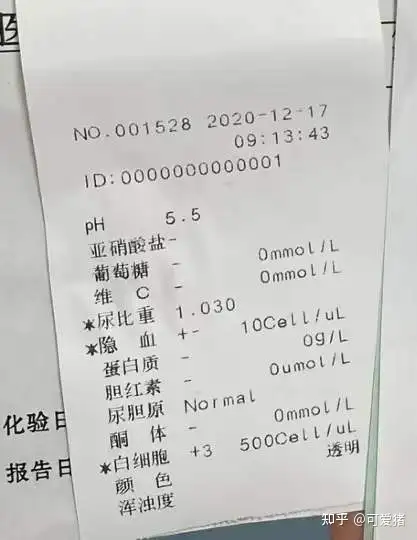 医
NO.001528 2020-12-17
09:13:43
ID:0000000000001
pH 5.5
亚硝酸盐 -
葡萄糖 - 0mmol/L
维 C - 0mmol/L
*尿比重 1.030
*隐 血 +- 10Cell/uL
蛋白质 - 0g/L
胆红素 - 0umol/L
尿胆原 Normal
酮 体 - 0mmol/L
*白细胞 +3 500Cell/uL
颜 色
浑浊度 透明
化验日
报告日
知乎 @可爱猪